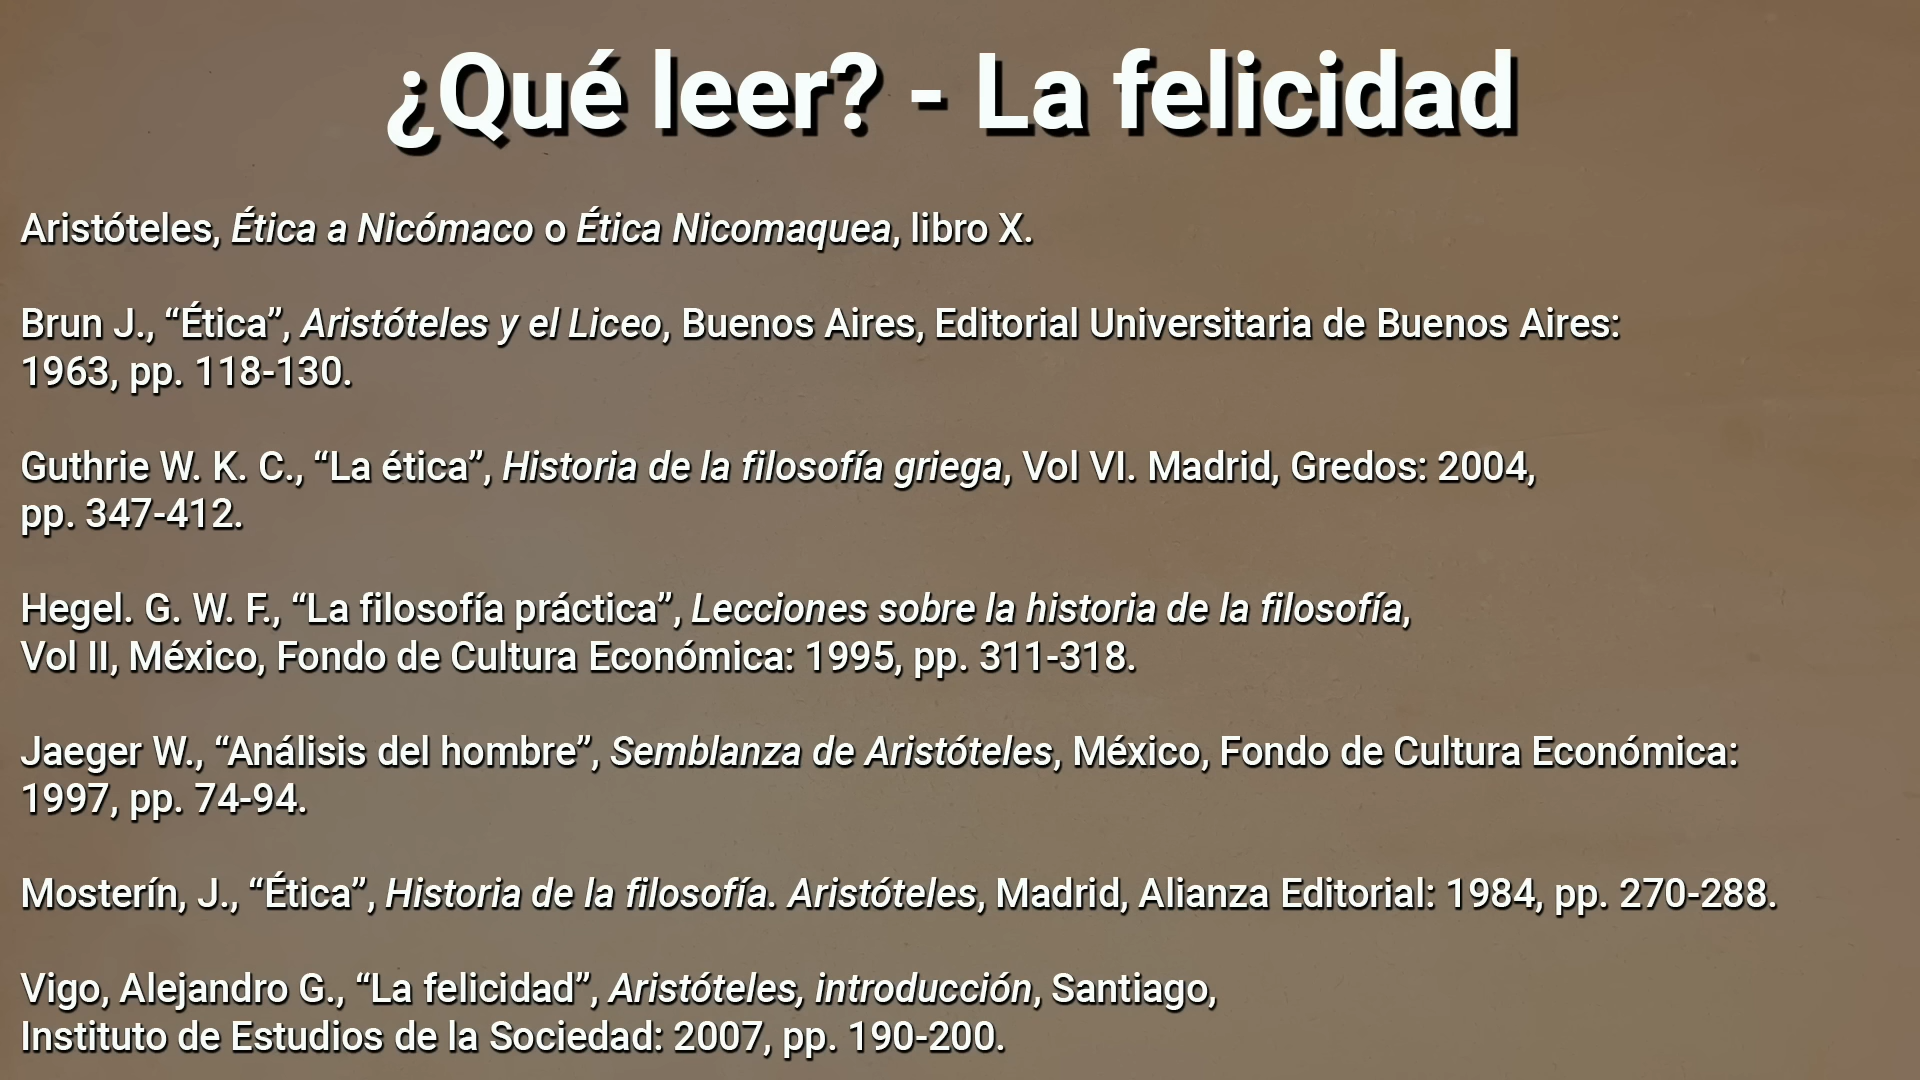 ¿Qué leer? - La felicidad
Aristóteles, Ética a Nicómaco o Ética Nicomaquea, libro X.
Brun J., “Ética”, Aristóteles y el Liceo, Buenos Aires, Editorial Universitaria de Buenos Aires:
1963, pp. 118-130.
Guthrie W. K. C., “La ética”, Historia de la filosofía griega, Vol VI. Madrid, Gredos: 2004,
pp. 347-412.
Hegel. G. W. F., “La filosofía práctica”, Lecciones sobre la historia de la filosofía,
Vol II, México, Fondo de Cultura Económica: 1995, pp. 311-318.
Jaeger W., “Análisis del hombre”, Semblanza de Aristóteles, México, Fondo de Cultura Económica:
1997, pp. 74-94.
Mosterín, J., “Ética”, Historia de la filosofía. Aristóteles, Madrid, Alianza Editorial: 1984, pp. 270-288.
Vigo, Alejandro G., “La felicidad”, Aristóteles, introducción, Santiago,
Instituto de Estudios de la Sociedad: 2007, pp. 190-200.